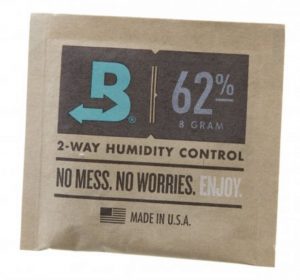 B®
62%
8 GRAM
2-WAY HUMIDITY CONTROL
NO MESS. NO WORRIES. ENJOY.
MADE IN U.S.A.